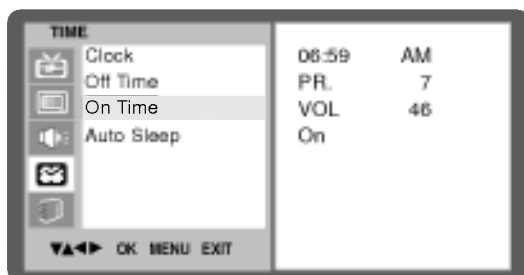 TIME
Clock
Off Time
On Time
Auto Sleep
06:59 AM
PR. 7
VOL 46
On
▼▲◀▶ OK MENU EXIT